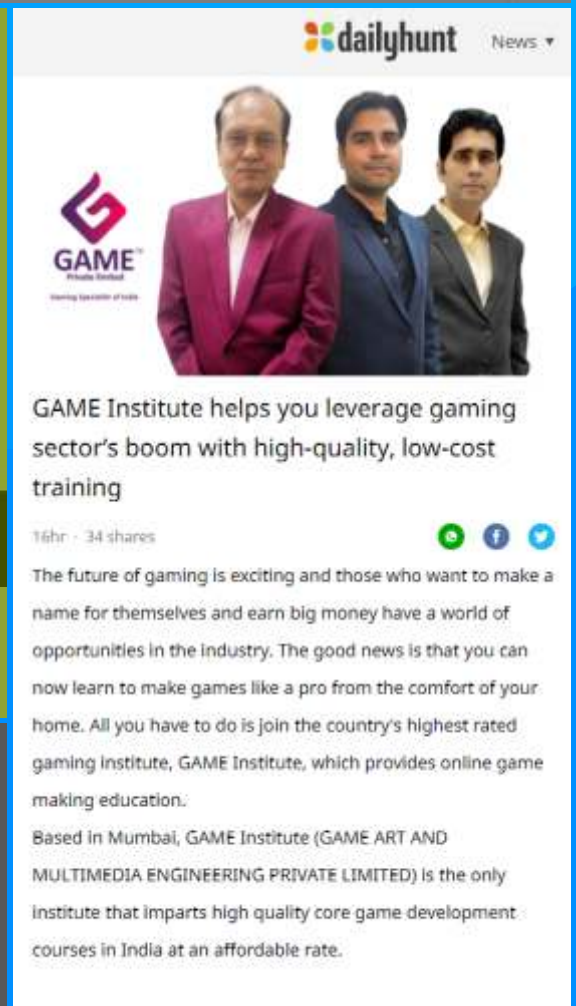 dailyhunt News
GAME
Private limited
Gaming Specialist of India
GAME Institute helps you leverage gaming
sector's boom with high-quality, low-cost
training
16hr · 34 shares
The future of gaming is exciting and those who want to make a
name for themselves and earn big money have a world of
opportunities in the industry. The good news is that you can
now learn to make games like a pro from the comfort of your
home. All you have to do is join the country's highest rated
gaming institute, GAME Institute, which provides online game
making education.
Based in Mumbai, GAME Institute (GAME ART AND
MULTIMEDIA ENGINEERING PRIVATE LIMITED) is the only
institute that imparts high quality core game development
courses in India at an affordable rate.